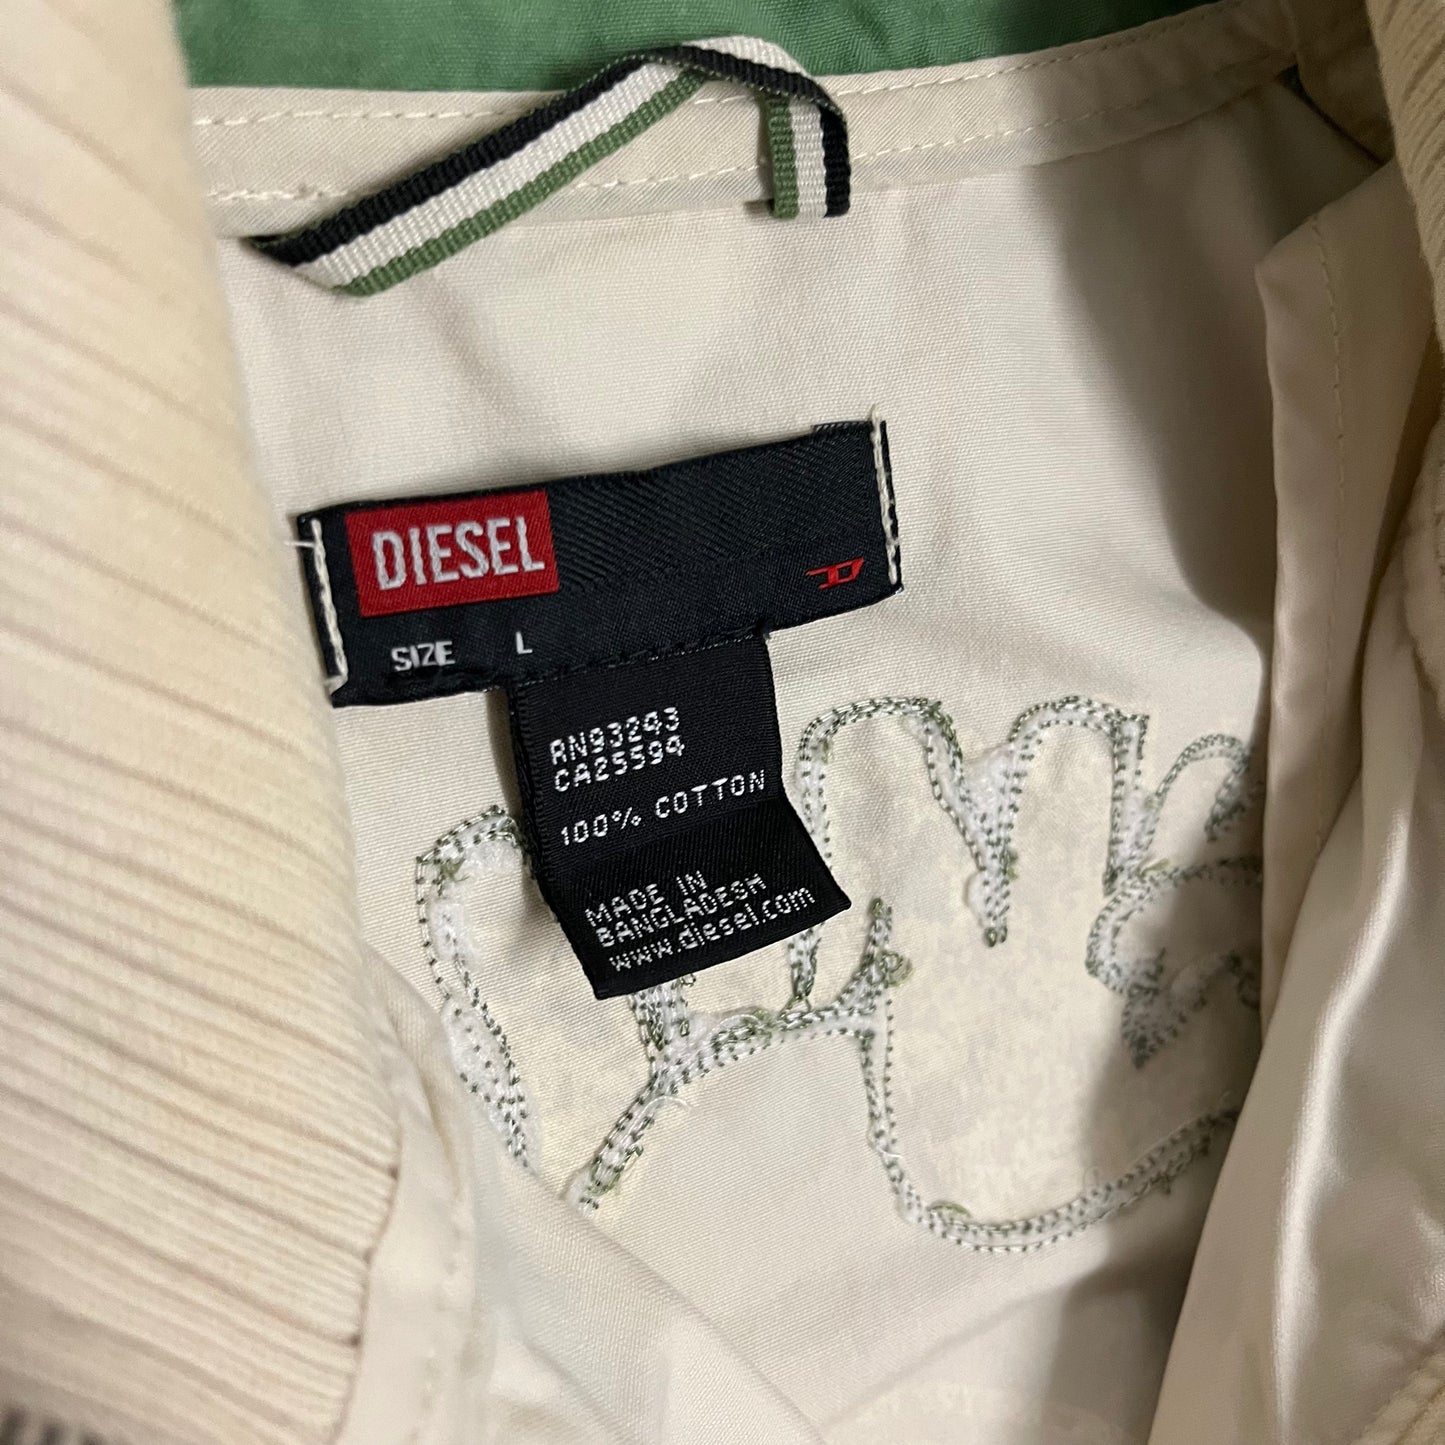 DIESEL
SIZE L
RN93243
CA25594
100% COTTON
MADE IN
BANGLADESH
www.diesel.com